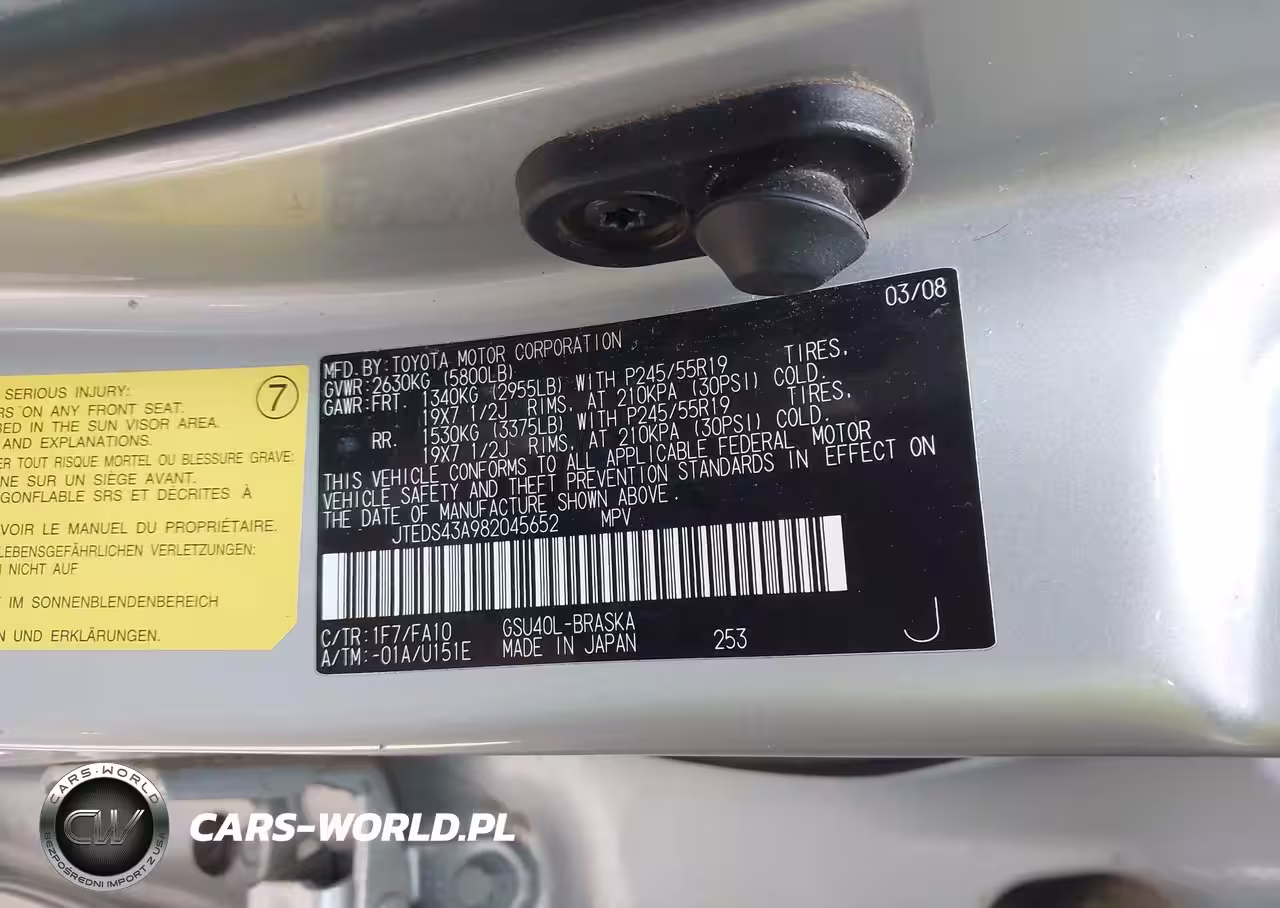 SERIOUS INJURY:
7
RS ON ANY FRONT SEAT.
BED IN THE SUN VISOR AREA.
AND EXPLANATIONS.
ER TOUT RISQUE MORTEL OU BLESSURE GRAVE:
NE SUR UN SIÈGE AVANT.
GONFLABLE SRS ET DÉCRITES À
VOIR LE MANUEL DU PROPRIÉTAIRE.
LEBENSGEFÄHRLICHEN VERLETZUNGEN:
N NICHT AUF
T IM SONNENBLENDENBEREICH
N UND ERKLÄRUNGEN.
03/08
MFD. BY: TOYOTA MOTOR CORPORATION
GVWR: 2630KG (5800LB)
GAWR: FRT. 1340KG (2955LB) WITH P245/55R19 TIRES,
19X7 1/2J RIMS, AT 210KPA (30PSI) COLD.
RR. 1530KG (3375LB) WITH P245/55R19 TIRES,
19X7 1/2J RIMS, AT 210KPA (30PSI) COLD.
THIS VEHICLE CONFORMS TO ALL APPLICABLE FEDERAL MOTOR
VEHICLE SAFETY AND THEFT PREVENTION STANDARDS IN EFFECT ON
THE DATE OF MANUFACTURE SHOWN ABOVE.
JTEDS43A982045652 MPV
C/TR: 1F7/FA10 GSU40L-BRASKA
A/TM: -01A/U151E MADE IN JAPAN 253 J
CARS-WORLD
CW
BEZPOŚREDNI IMPORT Z USA
CARS-WORLD.PL